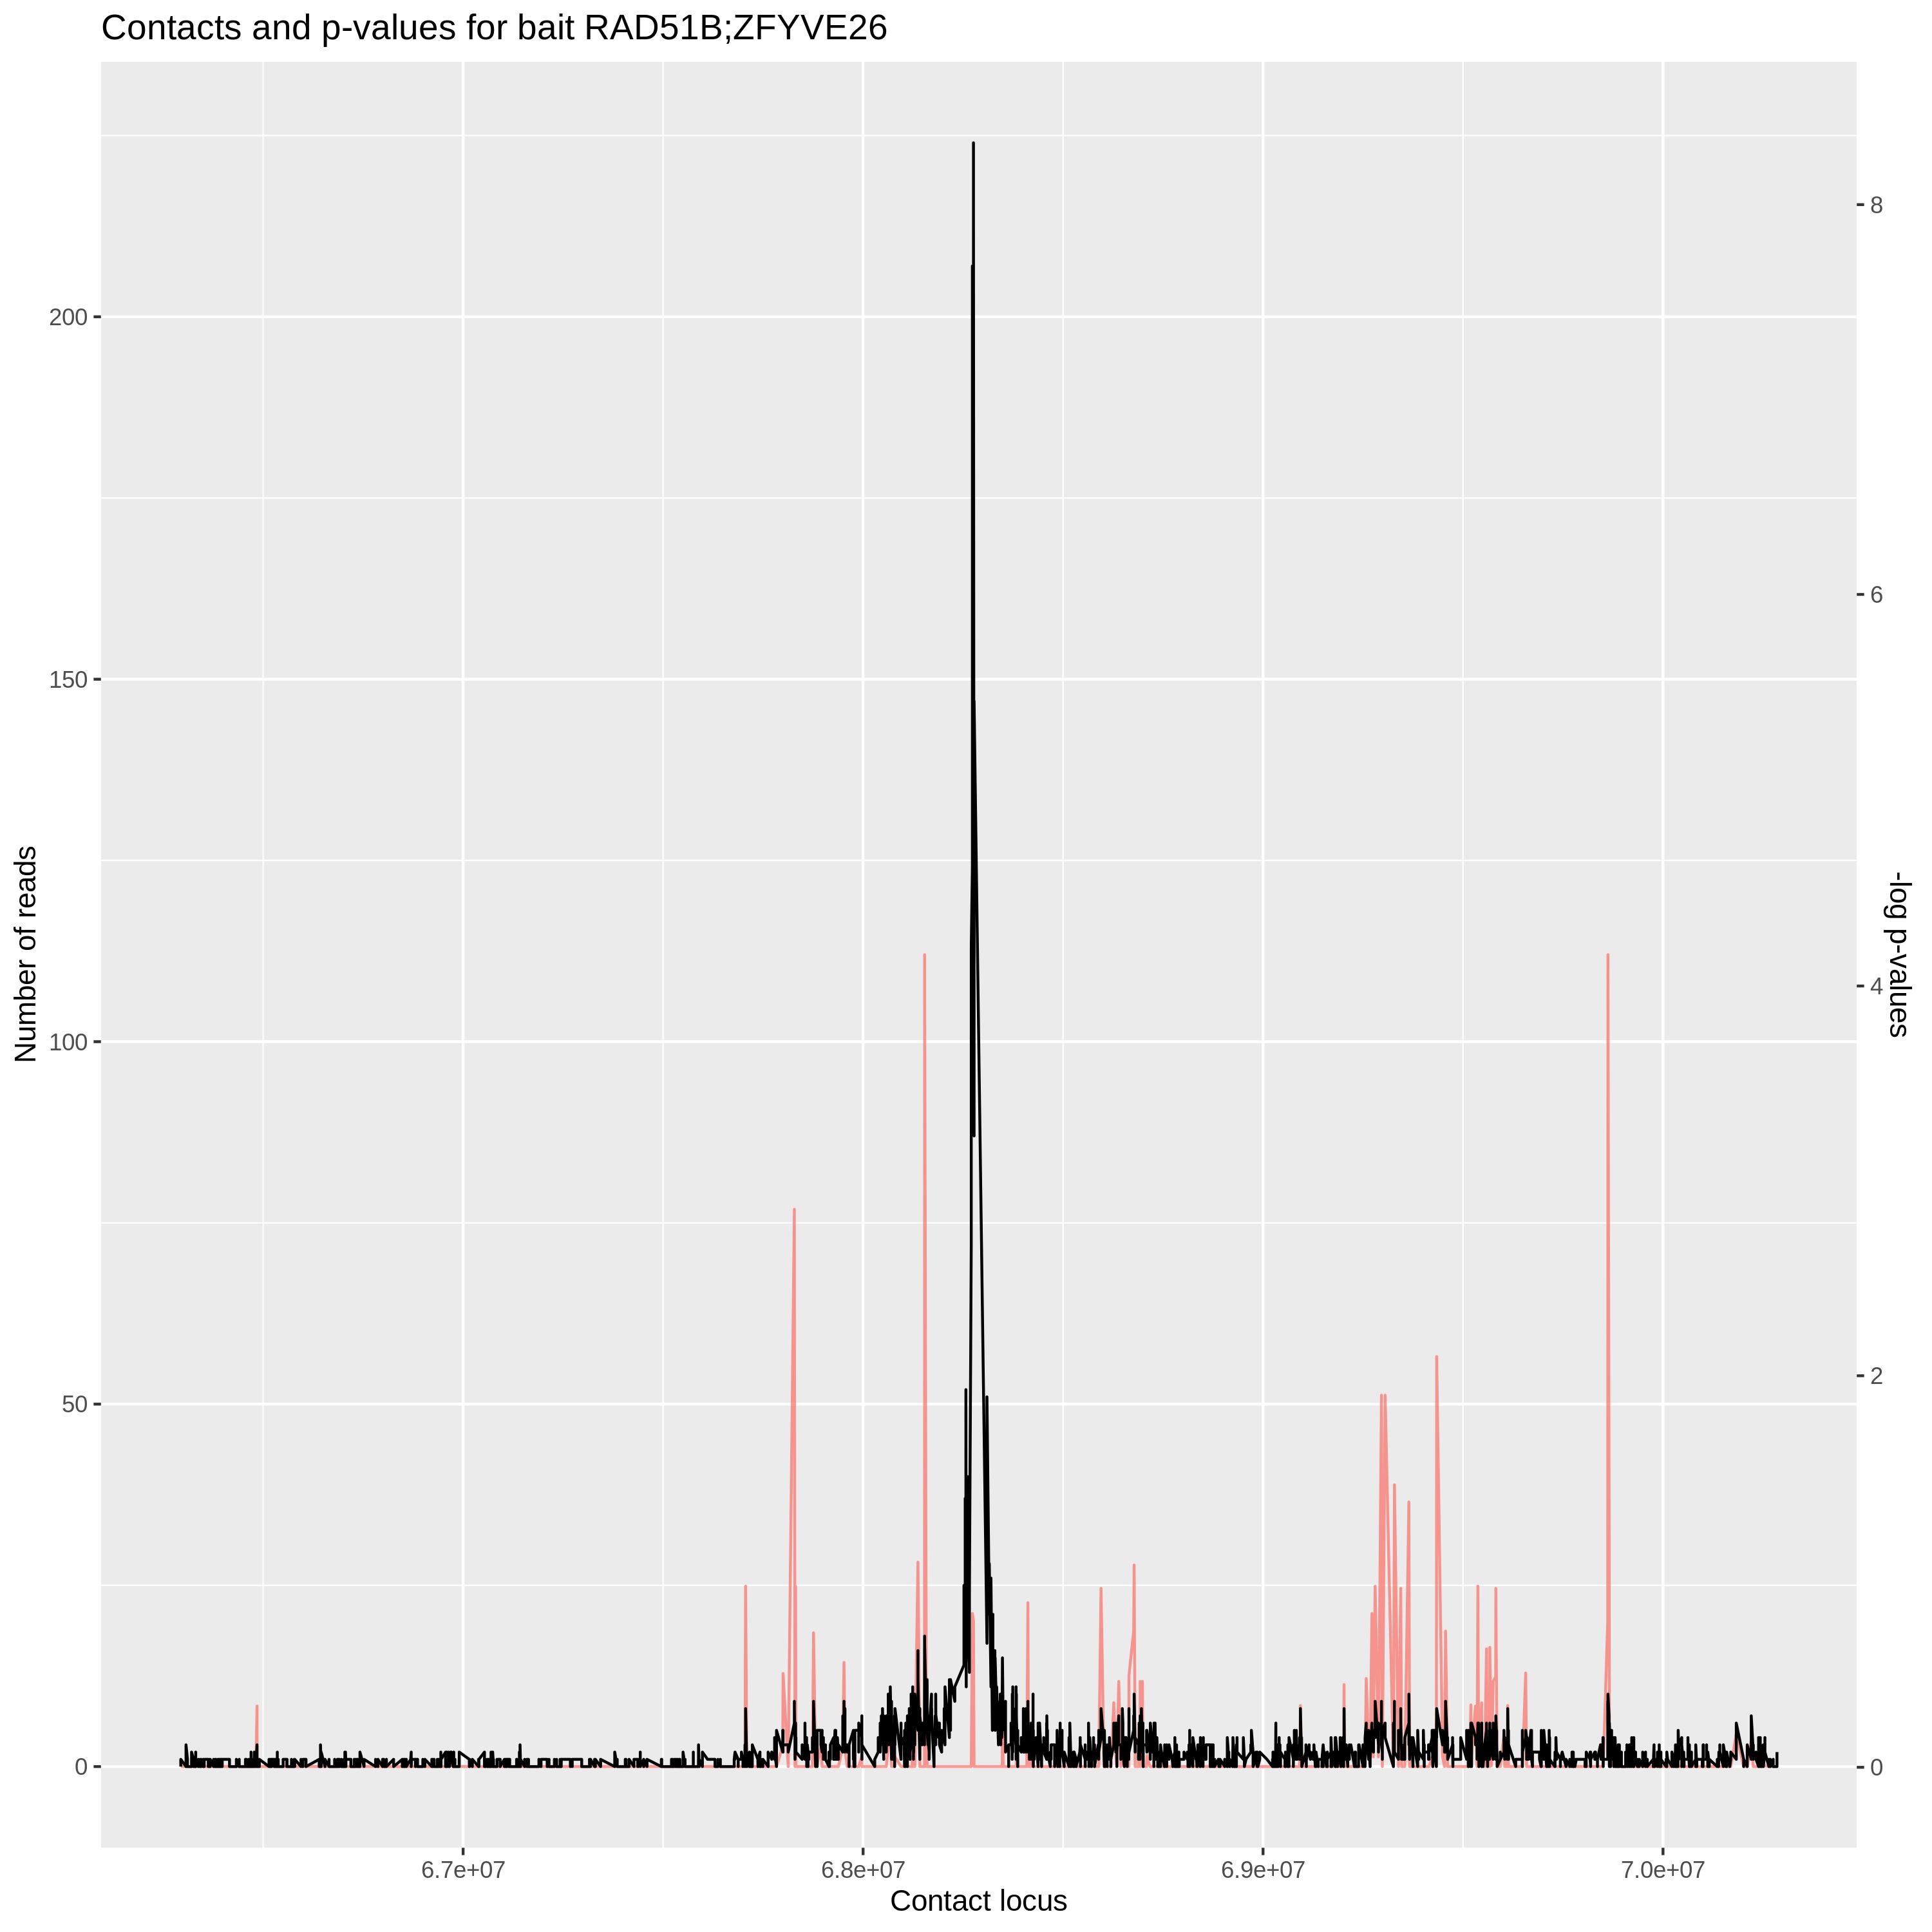 Contacts and p-values for bait RAD51B;ZFYVE26
Number of reads
200
150
100
50
0
8
6
4
2
0
-log p-values
6.7e+07
6.8e+07
6.9e+07
7.0e+07
Contact locus